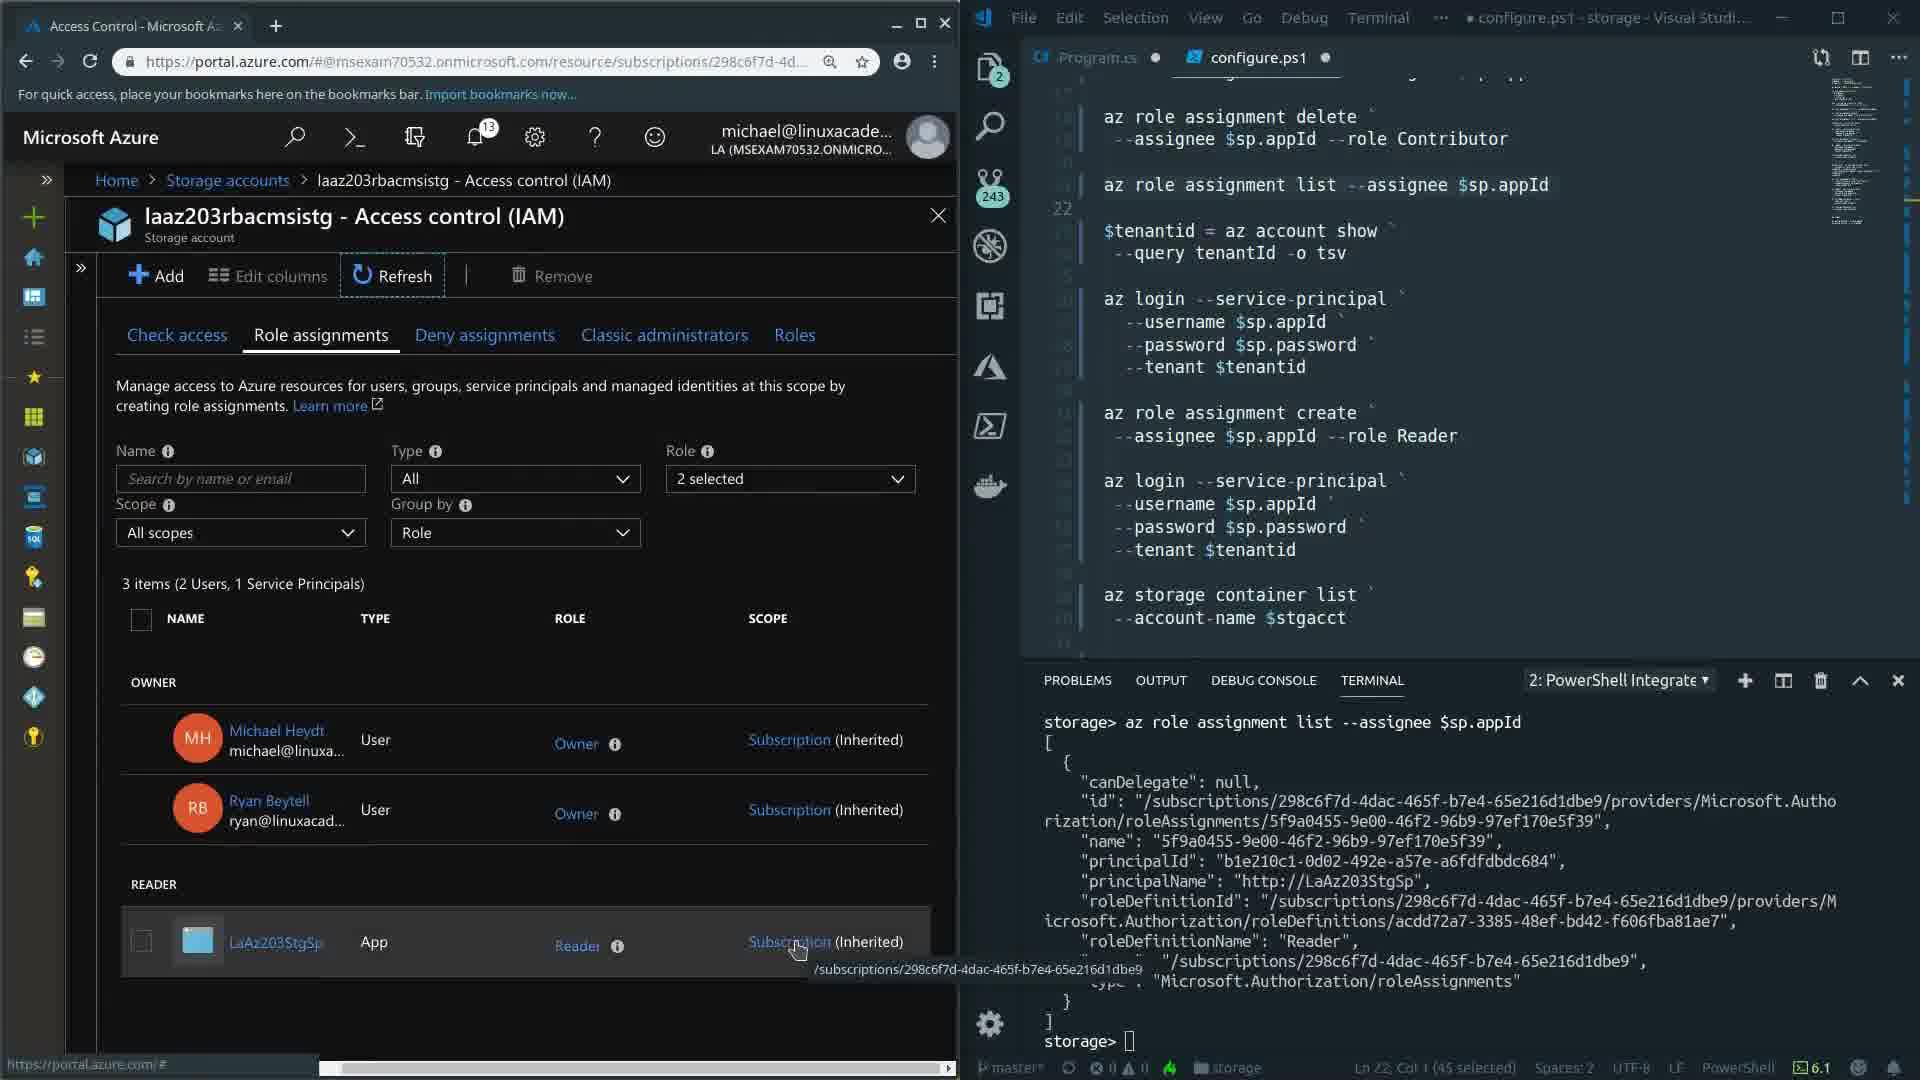 Access Control - Microsoft Az
https://portal.azure.com/#@msexam70532.onmicrosoft.com/resource/subscriptions/298c6f7d-4d...
For quick access, place your bookmarks here on the bookmarks bar. Import bookmarks now...
Microsoft Azure
13
michael@linuxacade...
LA (MSEXAM70532.ONMICRO...
Home > Storage accounts > laaz203rbacmsistg - Access control (IAM)
laaz203rbacmsistg - Access control (IAM)
Storage account
Add
Edit columns
Refresh
Remove
Check access
Role assignments
Deny assignments
Classic administrators
Roles
Manage access to Azure resources for users, groups, service principals and managed identities at this scope by
creating role assignments. Learn more
Name
Type
Role
Search by name or email
All
2 selected
Scope
Group by
All scopes
Role
3 items (2 Users, 1 Service Principals)
NAME TYPE ROLE SCOPE
OWNER
MH Michael Heydt
michael@linuxa...
User
Owner
Subscription (Inherited)
RB Ryan Beytell
ryan@linuxacad...
User
Owner
Subscription (Inherited)
READER
LaAz203StgSp
App
Reader
Subscription (Inherited)
/subscriptions/298c6f7d-4dac-465f-b7e4-65e216d1dbe9
https://portal.azure.com/#
File Edit Selection View Go Debug Terminal ··· ● configure.ps1 - storage - Visual Studi...
Program.cs
configure.ps1
2
243
az role assignment delete `
--assignee $sp.appId --role Contributor
az role assignment list --assignee $sp.appId
22
$tenantid = az account show `
--query tenantId -o tsv
az login --service-principal `
--username $sp.appId `
--password $sp.password `
--tenant $tenantid
az role assignment create `
--assignee $sp.appId --role Reader
az login --service-principal `
--username $sp.appId `
--password $sp.password `
--tenant $tenantid
az storage container list `
--account-name $stgacct
PROBLEMS OUTPUT DEBUG CONSOLE TERMINAL
2: PowerShell Integrate
storage> az role assignment list --assignee $sp.appId
[
{
"canDelegate": null,
"id": "/subscriptions/298c6f7d-4dac-465f-b7e4-65e216d1dbe9/providers/Microsoft.Autho
rization/roleAssignments/5f9a0455-9e00-46f2-96b9-97ef170e5f39",
"name": "5f9a0455-9e00-46f2-96b9-97ef170e5f39",
"principalId": "b1e210c1-0d02-492e-a57e-a6fdfdbdc684",
"principalName": "http://LaAz203StgSp",
"roleDefinitionId": "/subscriptions/298c6f7d-4dac-465f-b7e4-65e216d1dbe9/providers/M
icrosoft.Authorization/roleDefinitions/acdd72a7-3385-48ef-bd42-f606fba81ae7",
"roleDefinitionName": "Reader",
"/subscriptions/298c6f7d-4dac-465f-b7e4-65e216d1dbe9",
"type": "Microsoft.Authorization/roleAssignments"
}
]
storage>
master*
0
0
storage
Ln 22, Col 1 (45 selected)
Spaces: 2
UTF-8
LF
PowerShell
6.1